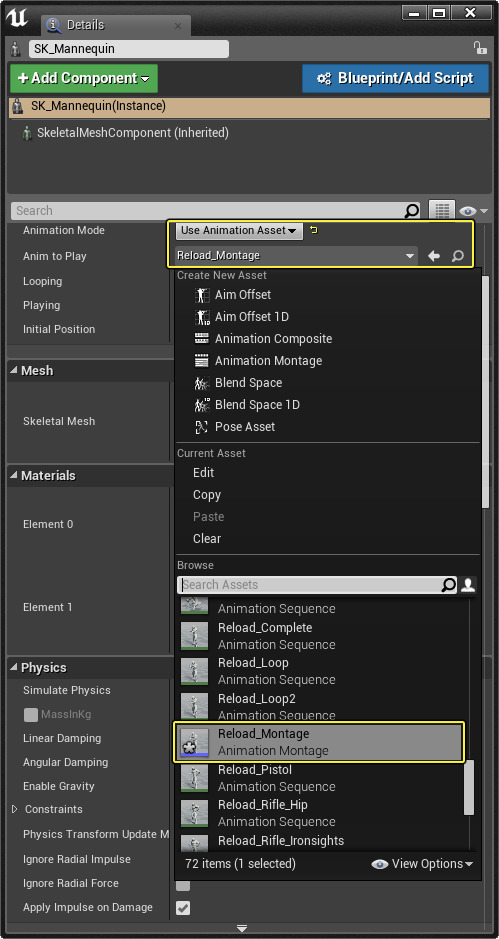 Details
SK_Mannequin
+Add Component
Blueprint/Add Script
SK_Mannequin(Instance)
SkeletalMeshComponent (Inherited)
Search
Animation Mode
Use Animation Asset
Anim to Play
Reload_Montage
Looping
Playing
Initial Position
Create New Asset
Aim Offset
Aim Offset 1D
Animation Composite
Animation Montage
Blend Space
Blend Space 1D
Pose Asset
Mesh
Skeletal Mesh
Current Asset
Edit
Copy
Paste
Clear
Materials
Element 0
Element 1
Browse
Search Assets
Animation Sequence
Reload_Complete
Animation Sequence
Reload_Loop
Animation Sequence
Reload_Loop2
Animation Sequence
Reload_Montage
Animation Montage
Reload_Pistol
Animation Sequence
Reload_Rifle_Hip
Animation Sequence
Reload_Rifle_Ironsights
72 items (1 selected)
View Options
Physics
Simulate Physics
MassInKg
Linear Damping
Angular Damping
Enable Gravity
Constraints
Physics Transform Update M
Ignore Radial Impulse
Ignore Radial Force
Apply Impulse on Damage